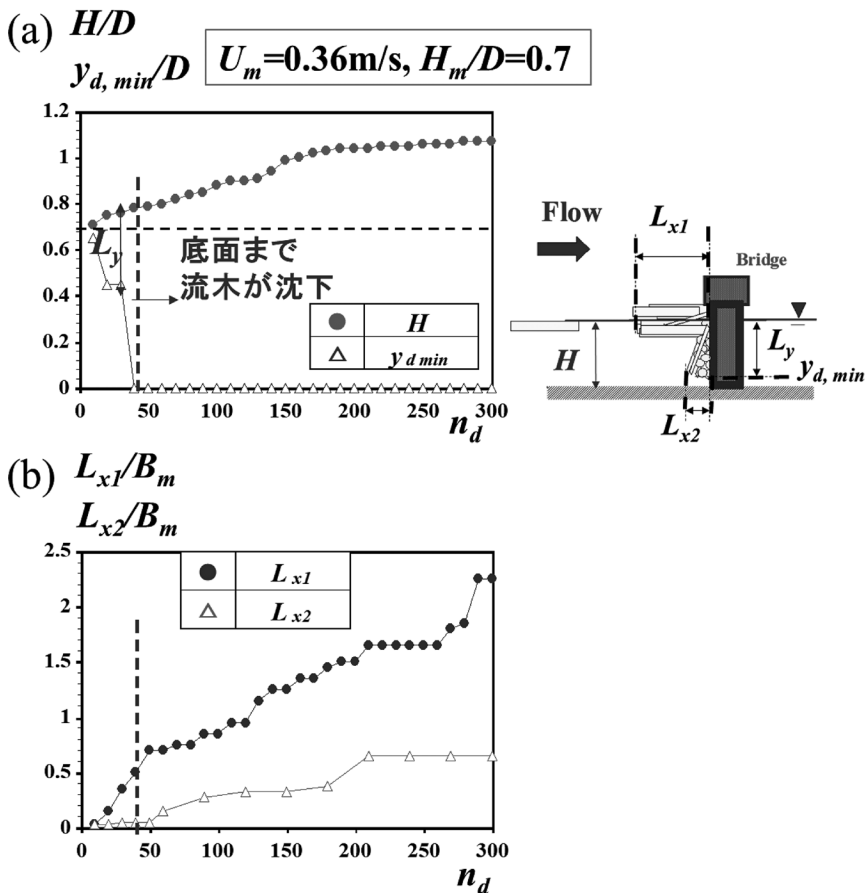 (a) H/D
y_d, min/D
U_m=0.36m/s, H_m/D=0.7
1.2
1
0.8
0.6
0.4
0.2
0
L_y
底面まで
流木が沈下
H
y_d min
0 50 100 150 200 250 300
n_d
Flow
L_x1
Bridge
H
L_y
y_d, min
L_x2
(b) L_x1/B_m
L_x2/B_m
2.5
2
1.5
1
0.5
0
L_x1
L_x2
0 50 100 150 200 250 300
n_d